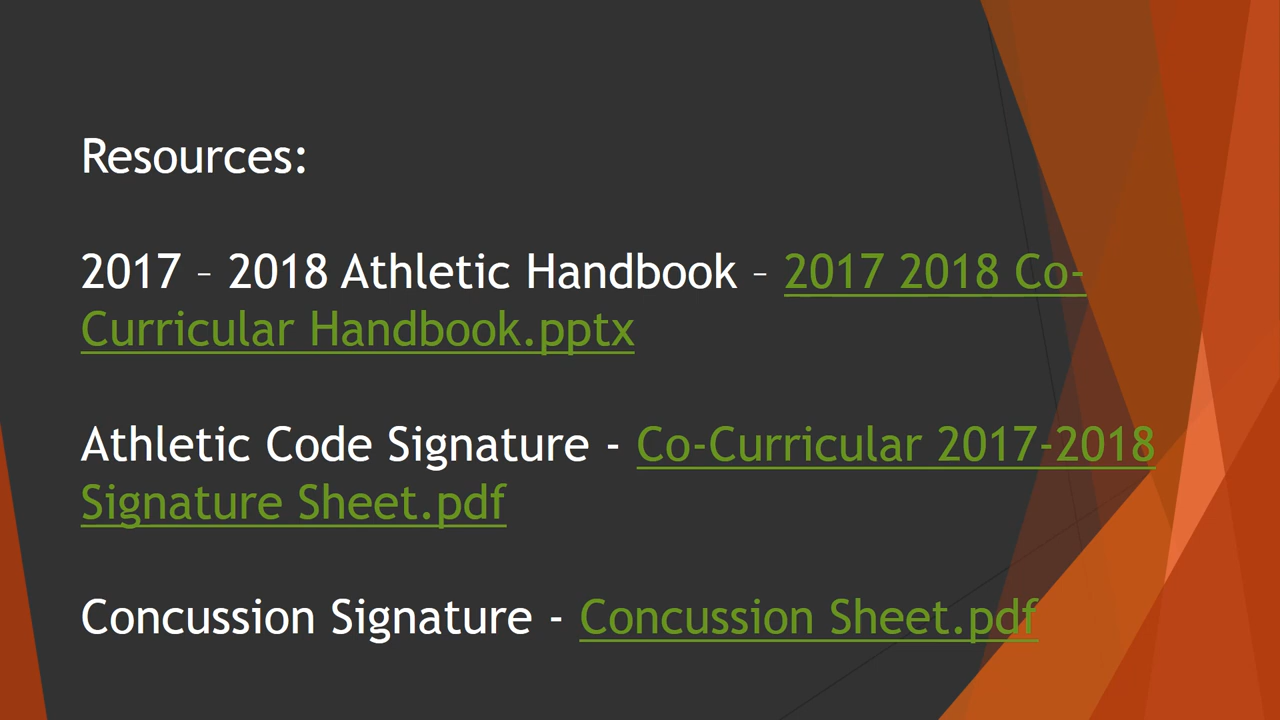 Resources:
2017 – 2018 Athletic Handbook – 2017 2018 Co-
Curricular Handbook.pptx
Athletic Code Signature - Co-Curricular 2017-2018
Signature Sheet.pdf
Concussion Signature - Concussion Sheet.pdf